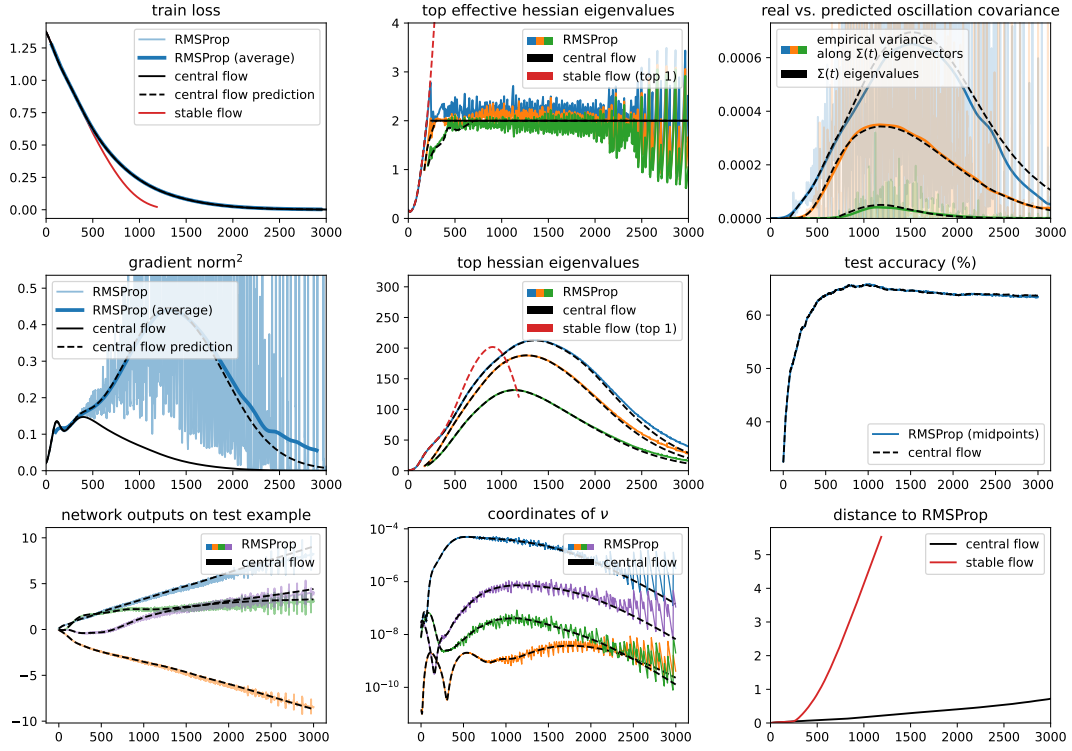 train loss
1.25
1.00
0.75
0.50
0.25
0.00
RMSProp
RMSProp (average)
central flow
central flow prediction
stable flow
0 500 1000 1500 2000 2500 3000
top effective hessian eigenvalues
4
3
2
1
0
RMSProp
central flow
stable flow (top 1)
0 500 1000 1500 2000 2500 3000
real vs. predicted oscillation covariance
0.0006
0.0004
0.0002
0.0000
empirical variance
along Σ(t) eigenvectors
Σ(t) eigenvalues
0 500 1000 1500 2000 2500 3000
gradient norm²
0.5
0.4
0.3
0.2
0.1
0.0
RMSProp
RMSProp (average)
central flow
central flow prediction
0 500 1000 1500 2000 2500 3000
top hessian eigenvalues
300
250
200
150
100
50
0
RMSProp
central flow
stable flow (top 1)
0 500 1000 1500 2000 2500 3000
test accuracy (%)
60
50
40
RMSProp (midpoints)
central flow
0 500 1000 1500 2000 2500 3000
network outputs on test example
10
5
0
−5
−10
RMSProp
central flow
0 500 1000 1500 2000 2500 3000
coordinates of ν
10⁻⁴
10⁻⁶
10⁻⁸
10⁻¹⁰
RMSProp
central flow
0 500 1000 1500 2000 2500 3000
distance to RMSProp
5
4
3
2
1
0
central flow
stable flow
0 500 1000 1500 2000 2500 3000